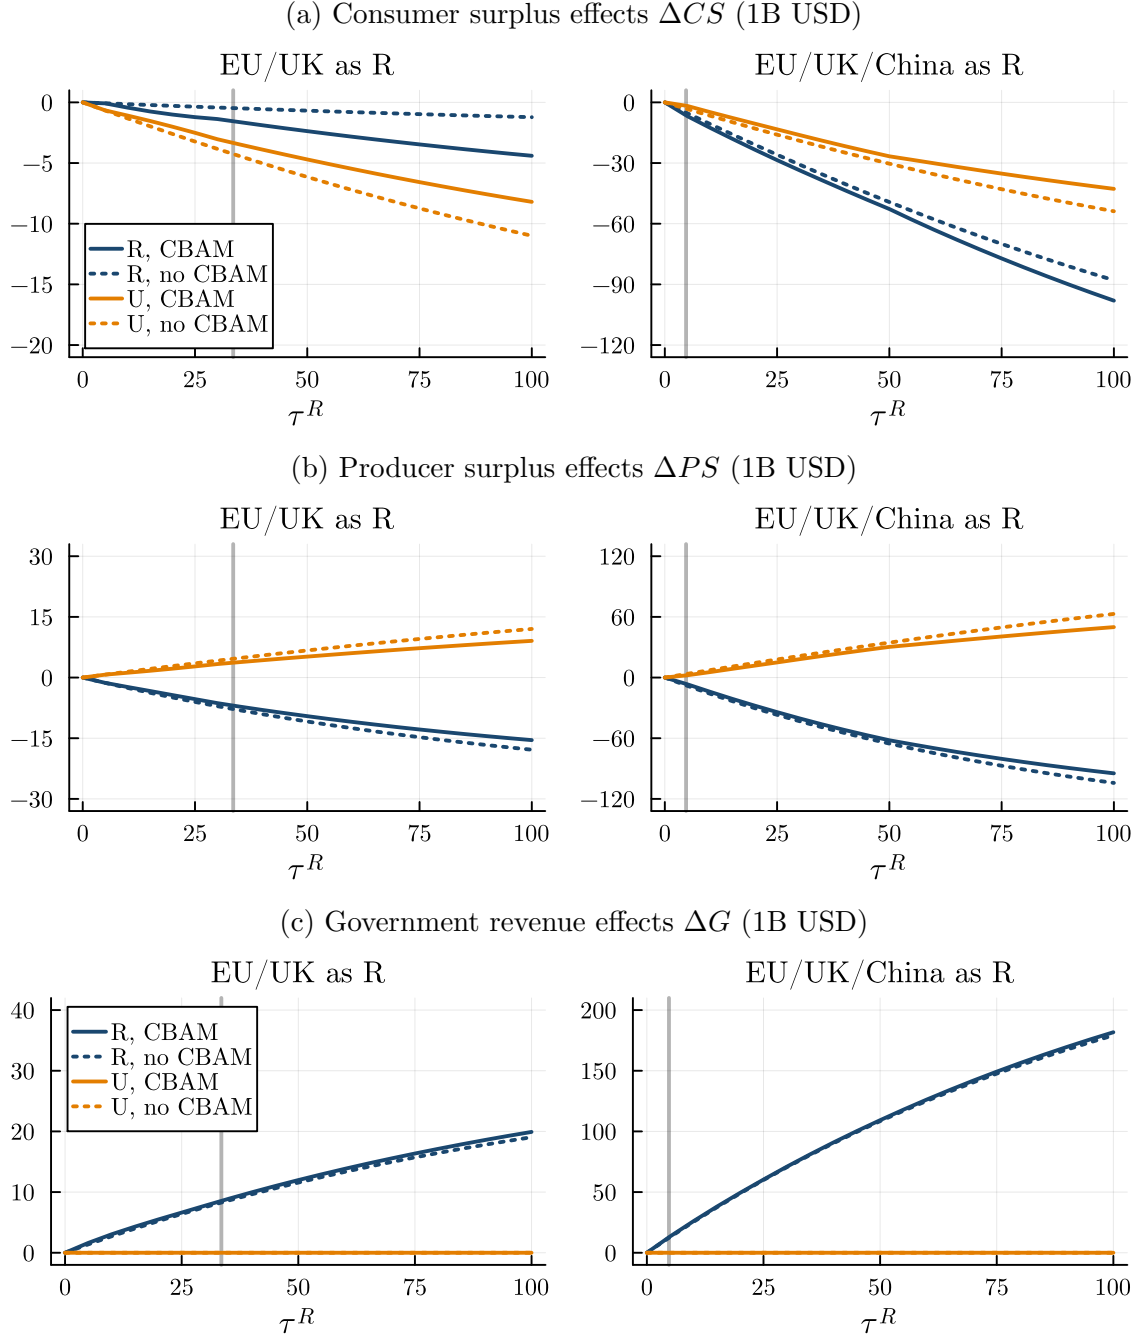 (a) Consumer surplus effects ΔCS (1B USD)
EU/UK as R
0
−5
−10
−15
−20
R, CBAM
R, no CBAM
U, CBAM
U, no CBAM
0 25 50 75 100
τ^R
EU/UK/China as R
0
−30
−60
−90
−120
0 25 50 75 100
τ^R
(b) Producer surplus effects ΔPS (1B USD)
EU/UK as R
30
15
0
−15
−30
0 25 50 75 100
τ^R
EU/UK/China as R
120
60
0
−60
−120
0 25 50 75 100
τ^R
(c) Government revenue effects ΔG (1B USD)
EU/UK as R
40
30
20
10
0
R, CBAM
R, no CBAM
U, CBAM
U, no CBAM
0 25 50 75 100
τ^R
EU/UK/China as R
200
150
100
50
0
0 25 50 75 100
τ^R